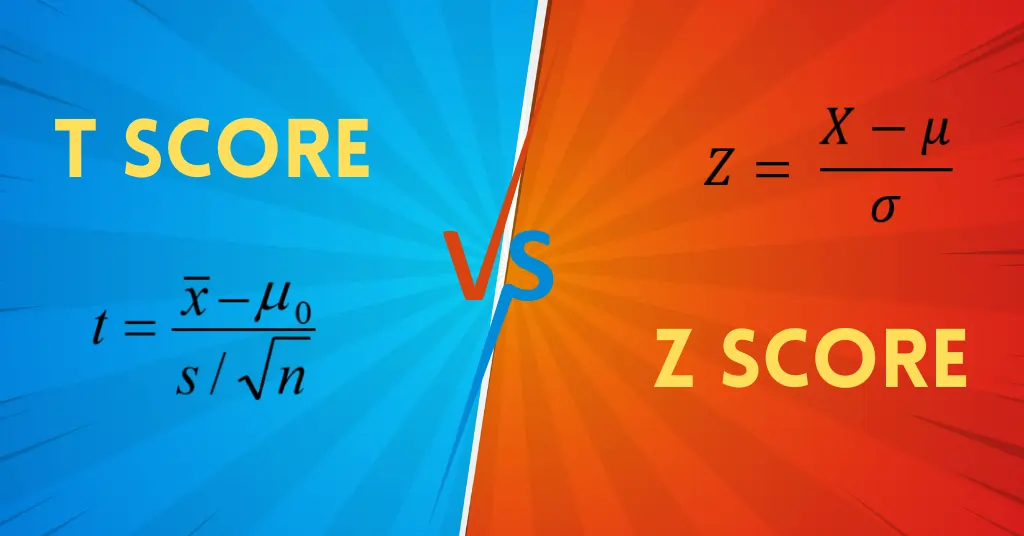 T SCORE
t = x̄ − μ₀ / s / √n
VS
Z = X − μ / σ
Z SCORE